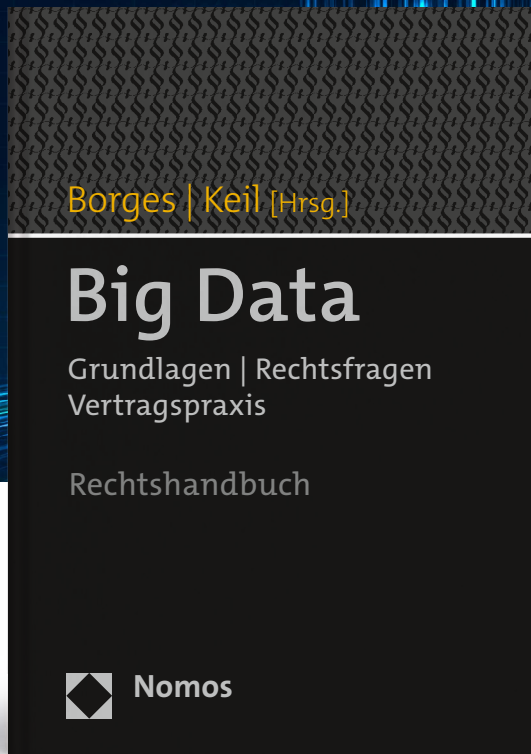 Borges | Keil [Hrsg.]
Big Data
Grundlagen | Rechtsfragen
Vertragspraxis
Rechtshandbuch
Nomos